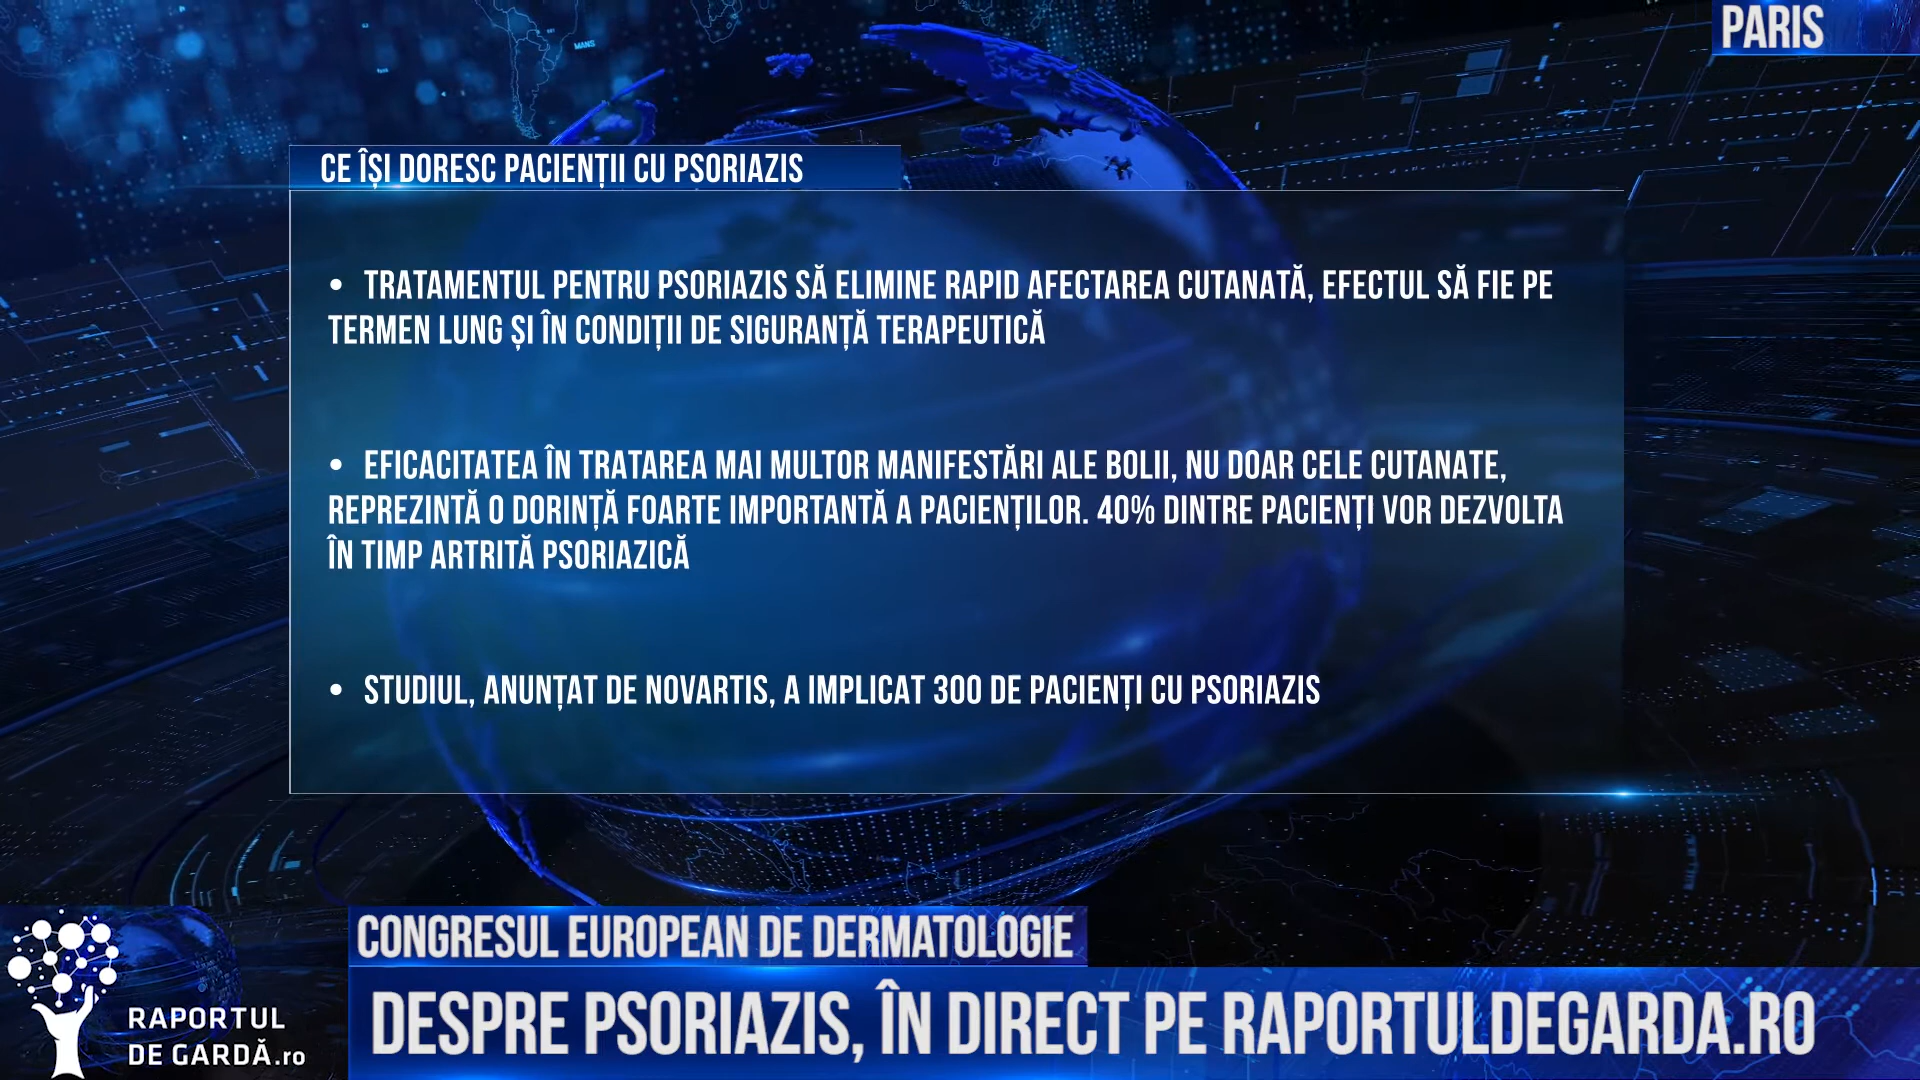 PARIS
CE ÎȘI DORESC PACIENȚII CU PSORIAZIS
• TRATAMENTUL PENTRU PSORIAZIS SĂ ELIMINE RAPID AFECTAREA CUTANATĂ, EFECTUL SĂ FIE PE
TERMEN LUNG ȘI ÎN CONDIȚII DE SIGURANȚĂ TERAPEUTICĂ
• EFICACITATEA ÎN TRATAREA MAI MULTOR MANIFESTĂRI ALE BOLII, NU DOAR CELE CUTANATE,
REPREZINTĂ O DORINȚĂ FOARTE IMPORTANTĂ A PACIENȚILOR. 40% DINTRE PACIENȚI VOR DEZVOLTA
ÎN TIMP ARTRITĂ PSORIAZICĂ
• STUDIUL, ANUNȚAT DE NOVARTIS, A IMPLICAT 300 DE PACIENȚI CU PSORIAZIS
CONGRESUL EUROPEAN DE DERMATOLOGIE
DESPRE PSORIAZIS, ÎN DIRECT PE RAPORTULDEGARDA.RO
RAPORTUL
DE GARDĂ.ro